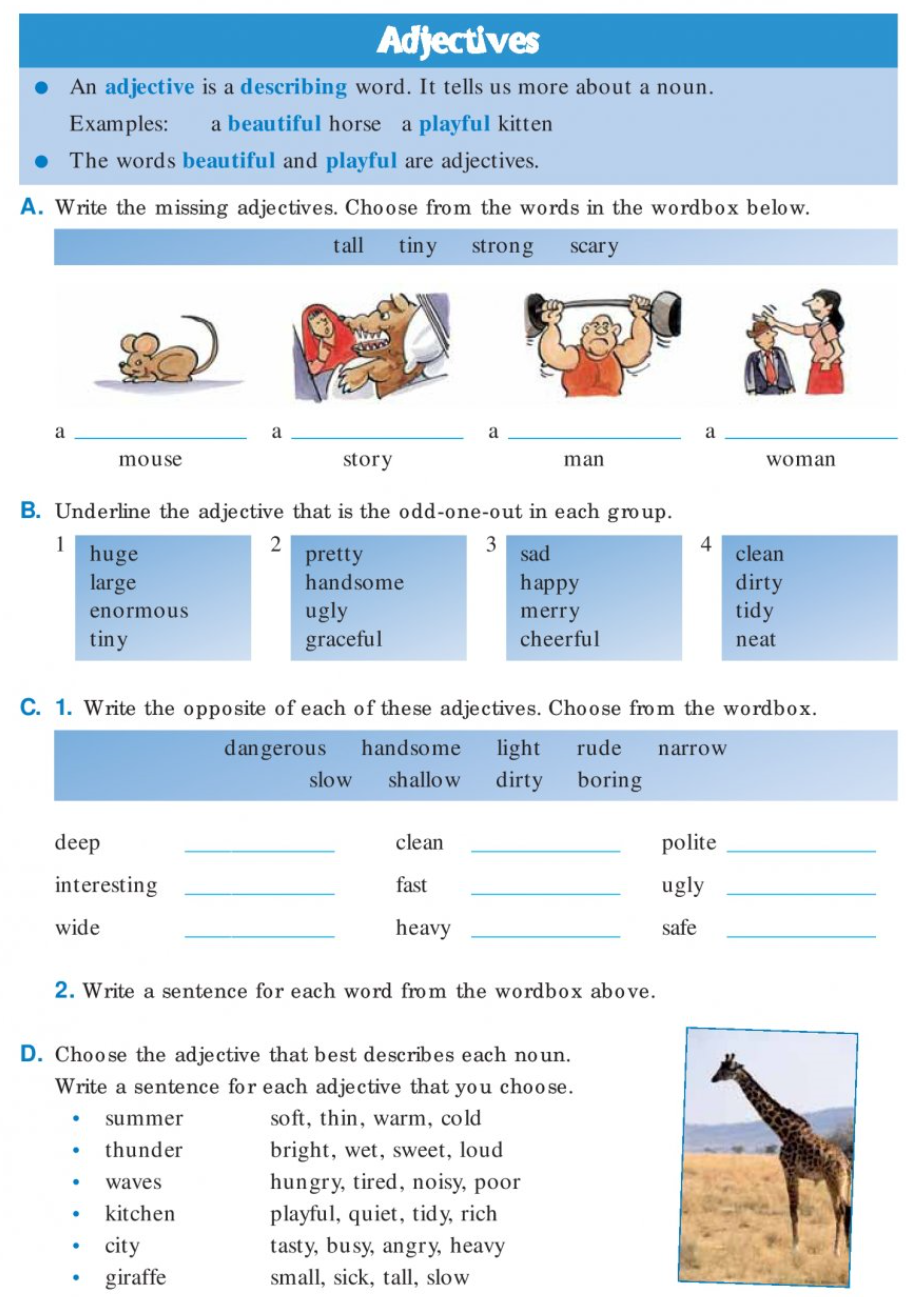 Adjectives
• An adjective is a describing word. It tells us more about a noun.
Examples: a beautiful horse a playful kitten
• The words beautiful and playful are adjectives.
A. Write the missing adjectives. Choose from the words in the wordbox below.
tall tiny strong scary
a ____________ a ____________ a ____________ a ____________
mouse story man woman
B. Underline the adjective that is the odd-one-out in each group.
1 huge
large
enormous
tiny
2 pretty
handsome
ugly
graceful
3 sad
happy
merry
cheerful
4 clean
dirty
tidy
neat
C. 1. Write the opposite of each of these adjectives. Choose from the wordbox.
dangerous handsome light rude narrow
slow shallow dirty boring
deep ____________ clean ____________ polite ____________
interesting ____________ fast ____________ ugly ____________
wide ____________ heavy ____________ safe ____________
2. Write a sentence for each word from the wordbox above.
D. Choose the adjective that best describes each noun.
Write a sentence for each adjective that you choose.
• summer soft, thin, warm, cold
• thunder bright, wet, sweet, loud
• waves hungry, tired, noisy, poor
• kitchen playful, quiet, tidy, rich
• city tasty, busy, angry, heavy
• giraffe small, sick, tall, slow